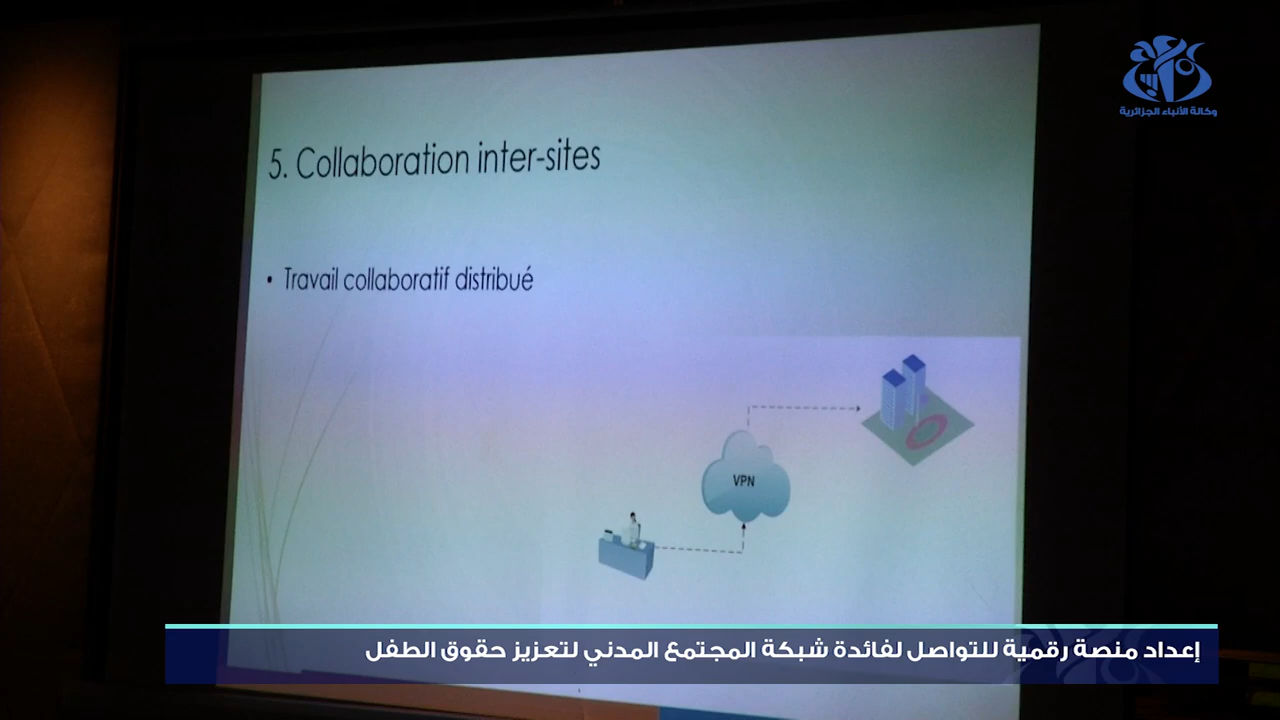 وكالة الأنباء الجزائرية
5. Collaboration inter-sites
• Travail collaboratif distribué
VPN
إعداد منصة رقمية للتواصل لفائدة شبكة المجتمع المدني لتعزيز حقوق الطفل